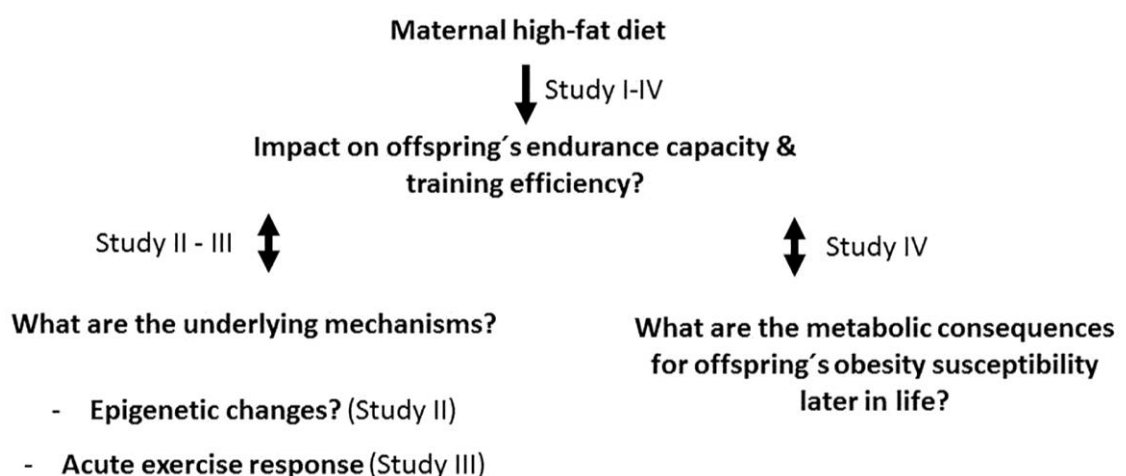 Maternal high-fat diet
Study I-IV
Impact on offspring´s endurance capacity &
training efficiency?
Study II - III
Study IV
What are the underlying mechanisms?
What are the metabolic consequences
for offspring´s obesity susceptibility
later in life?
- Epigenetic changes? (Study II)
- Acute exercise response (Study III)